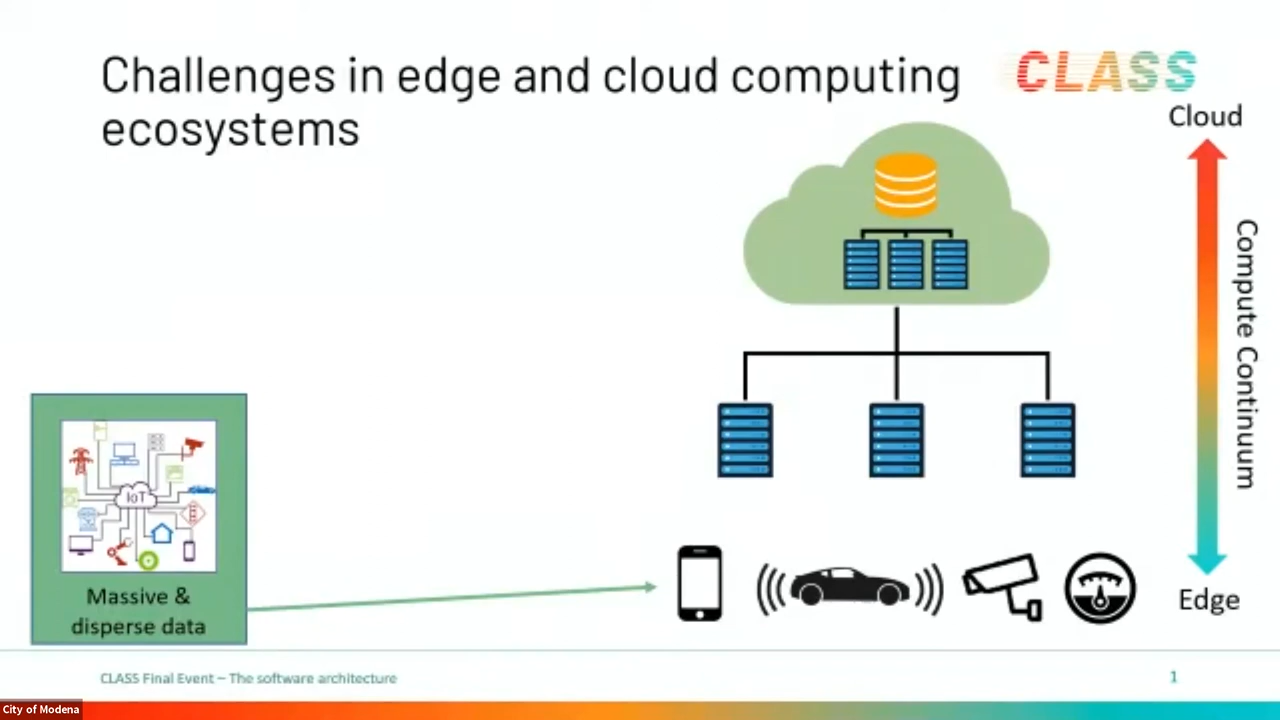 Challenges in edge and cloud computing
ecosystems
CLASS
Cloud
Compute Continuum
Edge
IoT
Massive &
disperse data
CLASS Final Event – The software architecture
1
City of Modena